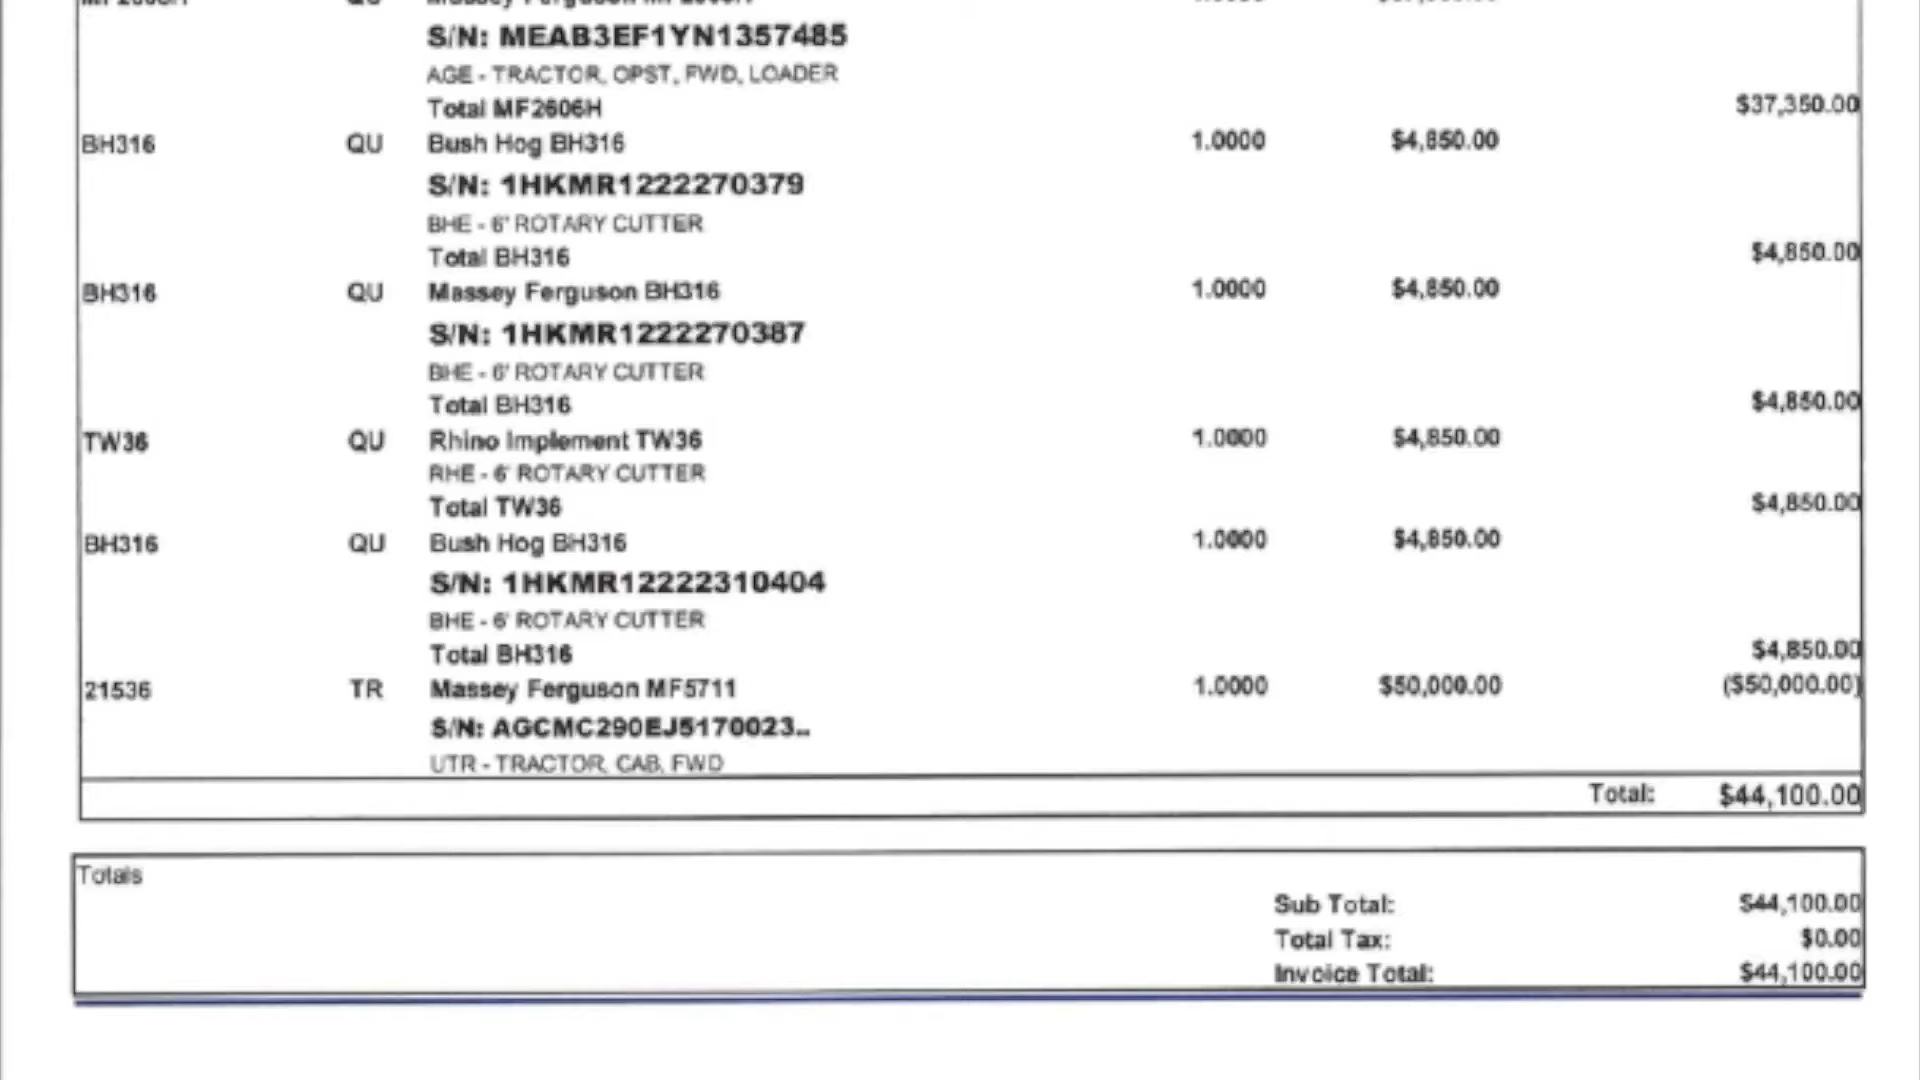 S/N: MEAB3EF1YN1357485
AGE - TRACTOR, OPST, FWD, LOADER
Total MF2606H $37,350.00
BH316 QU Bush Hog BH316 1.0000 $4,850.00
S/N: 1HKMR1222270379
BHE - 6' ROTARY CUTTER
Total BH316 $4,850.00
BH316 QU Massey Ferguson BH316 1.0000 $4,850.00
S/N: 1HKMR1222270387
BHE - 6' ROTARY CUTTER
Total BH316 $4,850.00
TW36 QU Rhino Implement TW36 1.0000 $4,850.00
RHE - 6' ROTARY CUTTER
Total TW36 $4,850.00
BH316 QU Bush Hog BH316 1.0000 $4,850.00
S/N: 1HKMR12222310404
BHE - 6' ROTARY CUTTER
Total BH316 $4,850.00
21536 TR Massey Ferguson MF5711 1.0000 $50,000.00 ($50,000.00)
S/N: AGCMC290EJ5170023..
UTR - TRACTOR, CAB, FWD
Total: $44,100.00
Totals
Sub Total: $44,100.00
Total Tax: $0.00
Invoice Total: $44,100.00